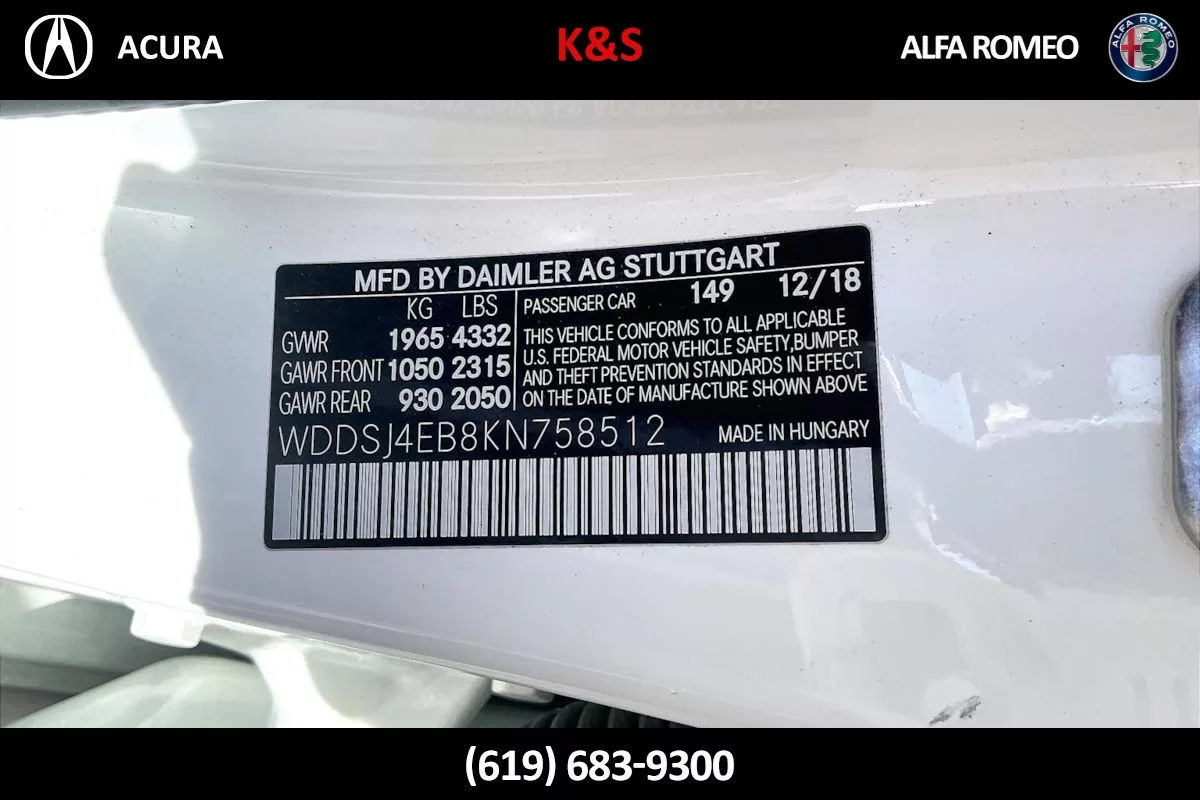 ACURA
K&S
ALFA ROMEO
ALFA ROMEO
MFD BY DAIMLER AG STUTTGART
KG LBS
GVWR 1965 4332
GAWR FRONT 1050 2315
GAWR REAR 930 2050
PASSENGER CAR 149 12/18
THIS VEHICLE CONFORMS TO ALL APPLICABLE
U.S. FEDERAL MOTOR VEHICLE SAFETY,BUMPER
AND THEFT PREVENTION STANDARDS IN EFFECT
ON THE DATE OF MANUFACTURE SHOWN ABOVE
WDDSJ4EB8KN758512 MADE IN HUNGARY
(619) 683-9300